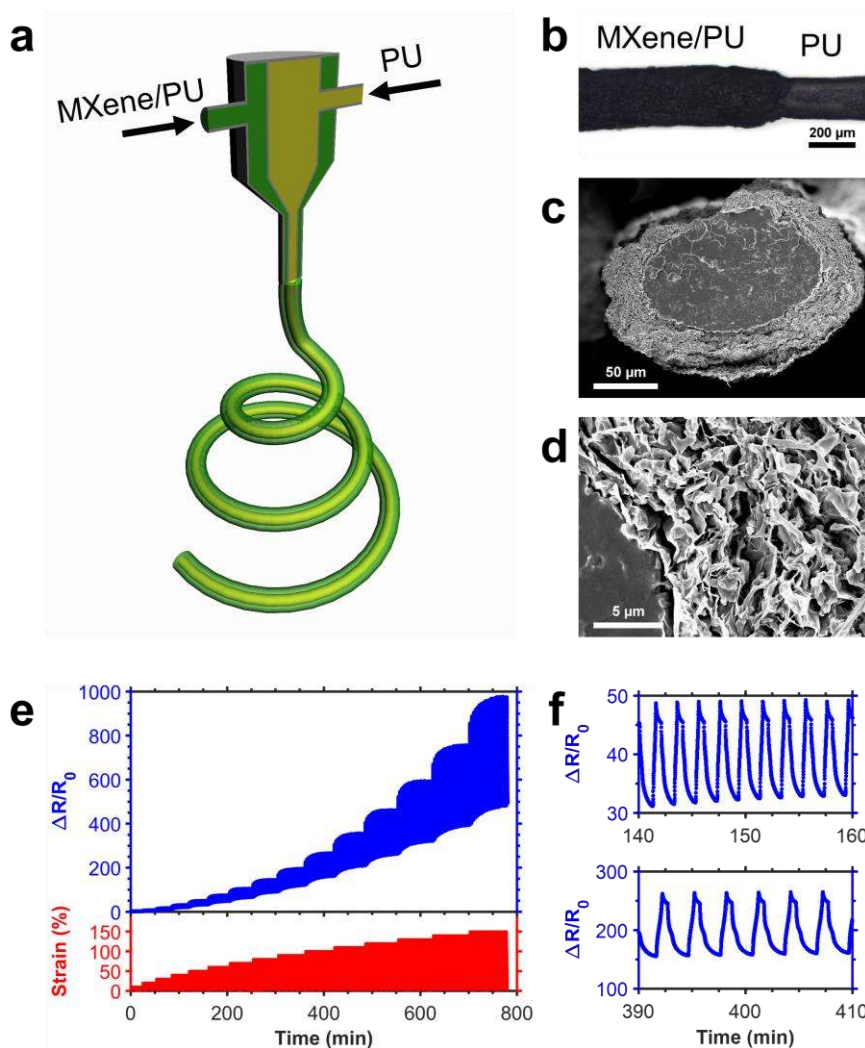 a
MXene/PU
PU
b
MXene/PU PU
200 µm
c
50 µm
d
5 µm
e
1000
800
600
400
200
0
ΔR/R0
150
100
50
0
Strain (%)
0 200 400 600 800
Time (min)
f
50
40
30
ΔR/R0
140 150 160
300
200
100
ΔR/R0
390 400 410
Time (min)